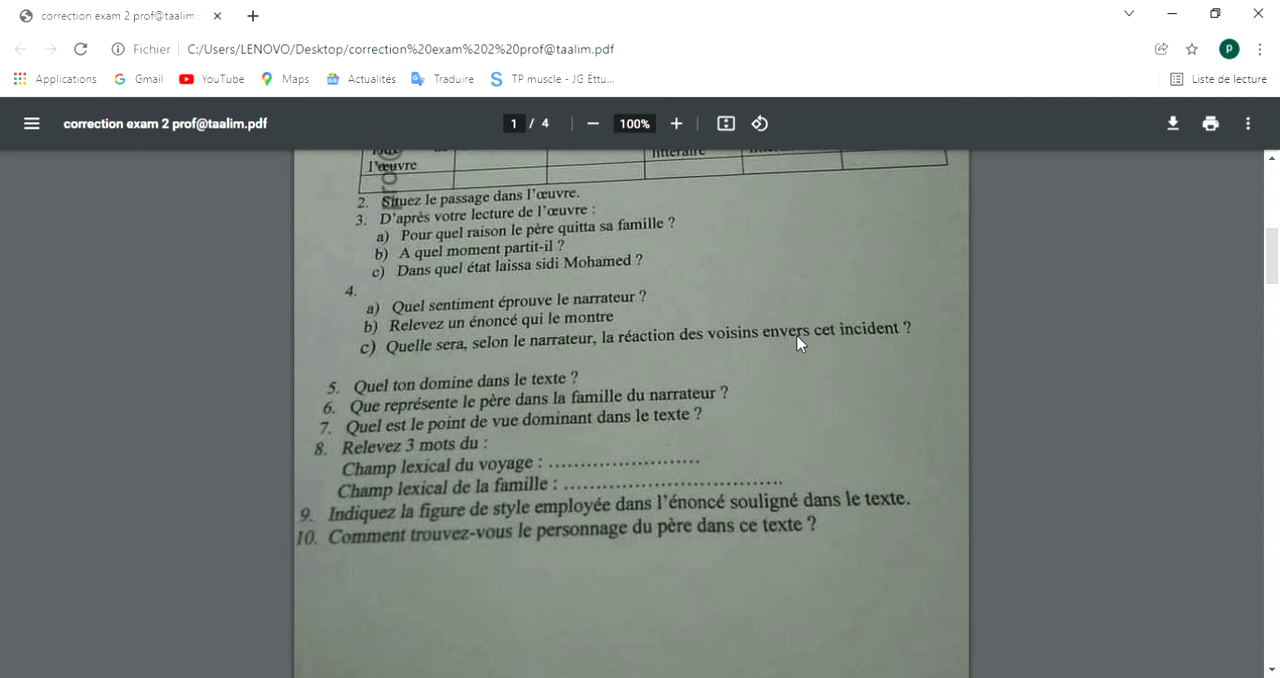 correction exam 2 prof@taalim
Fichier C:/Users/LENOVO/Desktop/correction%20exam%202%20prof@taalim.pdf P
Applications Gmail YouTube Maps Actualités Traduire TP muscle - JG Éttu... Liste de lecture
correction exam 2 prof@taalim.pdf 1 / 4 100%
l'œuvre
2. Situez le passage dans l'œuvre.
3. D'après votre lecture de l'œuvre :
a) Pour quel raison le père quitta sa famille ?
b) A quel moment partit-il ?
c) Dans quel état laissa sidi Mohamed ?
4.
a) Quel sentiment éprouve le narrateur ?
b) Relevez un énoncé qui le montre
c) Quelle sera, selon le narrateur, la réaction des voisins envers cet incident ?
5. Quel ton domine dans le texte ?
6. Que représente le père dans la famille du narrateur ?
7. Quel est le point de vue dominant dans le texte ?
8. Relevez 3 mots du :
Champ lexical du voyage : ........................
Champ lexical de la famille : .................................
9. Indiquez la figure de style employée dans l'énoncé souligné dans le texte.
10. Comment trouvez-vous le personnage du père dans ce texte ?